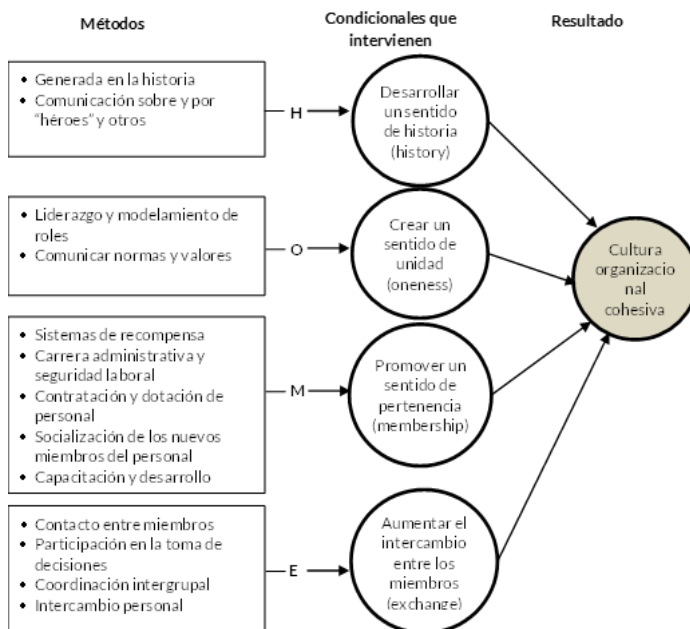 Métodos
Condicionales que
intervienen
Resultado
• Generada en la historia
• Comunicación sobre y por
"héroes" y otros
H
Desarrollar
un sentido
de historia
(history)
• Liderazgo y modelamiento de
roles
• Comunicar normas y valores
O
Crear un
sentido de
unidad
(oneness)
• Sistemas de recompensa
• Carrera administrativa y
seguridad laboral
• Contratación y dotación de
personal
• Socialización de los nuevos
miembros del personal
• Capacitación y desarrollo
M
Promover un
sentido de
pertenencia
(membership)
• Contacto entre miembros
• Participación en la toma de
decisiones
• Coordinación intergrupal
• Intercambio personal
E
Aumentar el
intercambio
entre los
miembros
(exchange)
Cultura
organizacio
nal
cohesiva